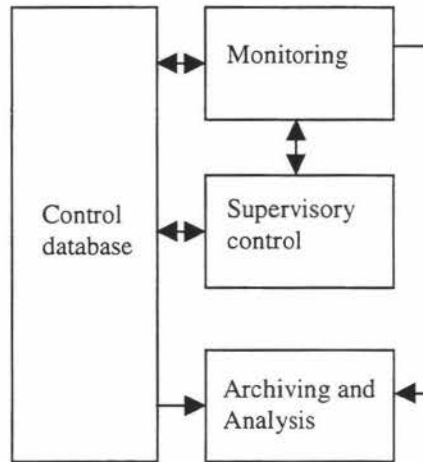 Monitoring
Control
database
Supervisory
control
Archiving and
Analysis